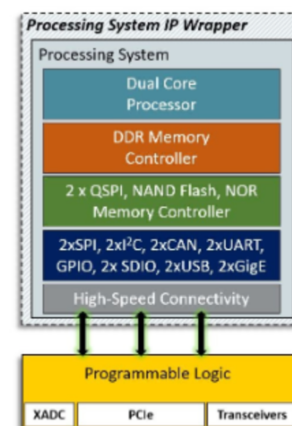 Processing System IP Wrapper
Processing System
Dual Core
Processor
DDR Memory
Controller
2 x QSPI, NAND Flash, NOR
Memory Controller
2xSPI, 2xI²C, 2xCAN, 2xUART,
GPIO, 2x SDIO, 2xUSB, 2xGigE
High-Speed Connectivity
Programmable Logic
XADC PCIe Transceivers